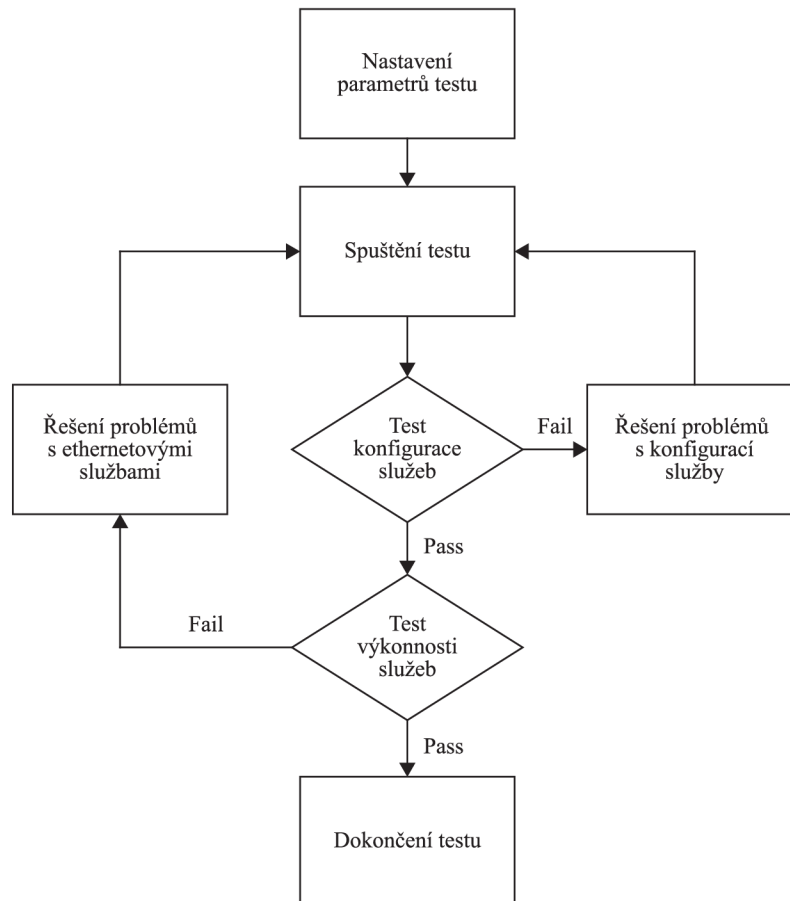 Nastavení
parametrů testu
Spuštění testu
Řešení problémů
s ethernetovými
službami
Test
konfigurace
služeb
Fail
Řešení problémů
s konfigurací
služby
Pass
Fail
Test
výkonnosti
služeb
Pass
Dokončení testu